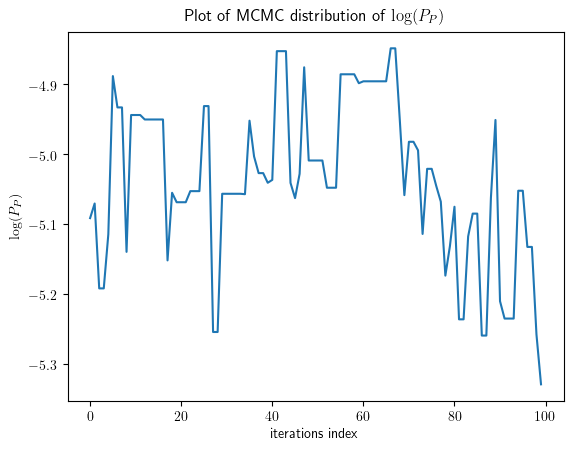 Plot of MCMC distribution of log(P_P)
−4.9
−5.0
−5.1
−5.2
−5.3
log(P_P)
0 20 40 60 80 100
iterations index